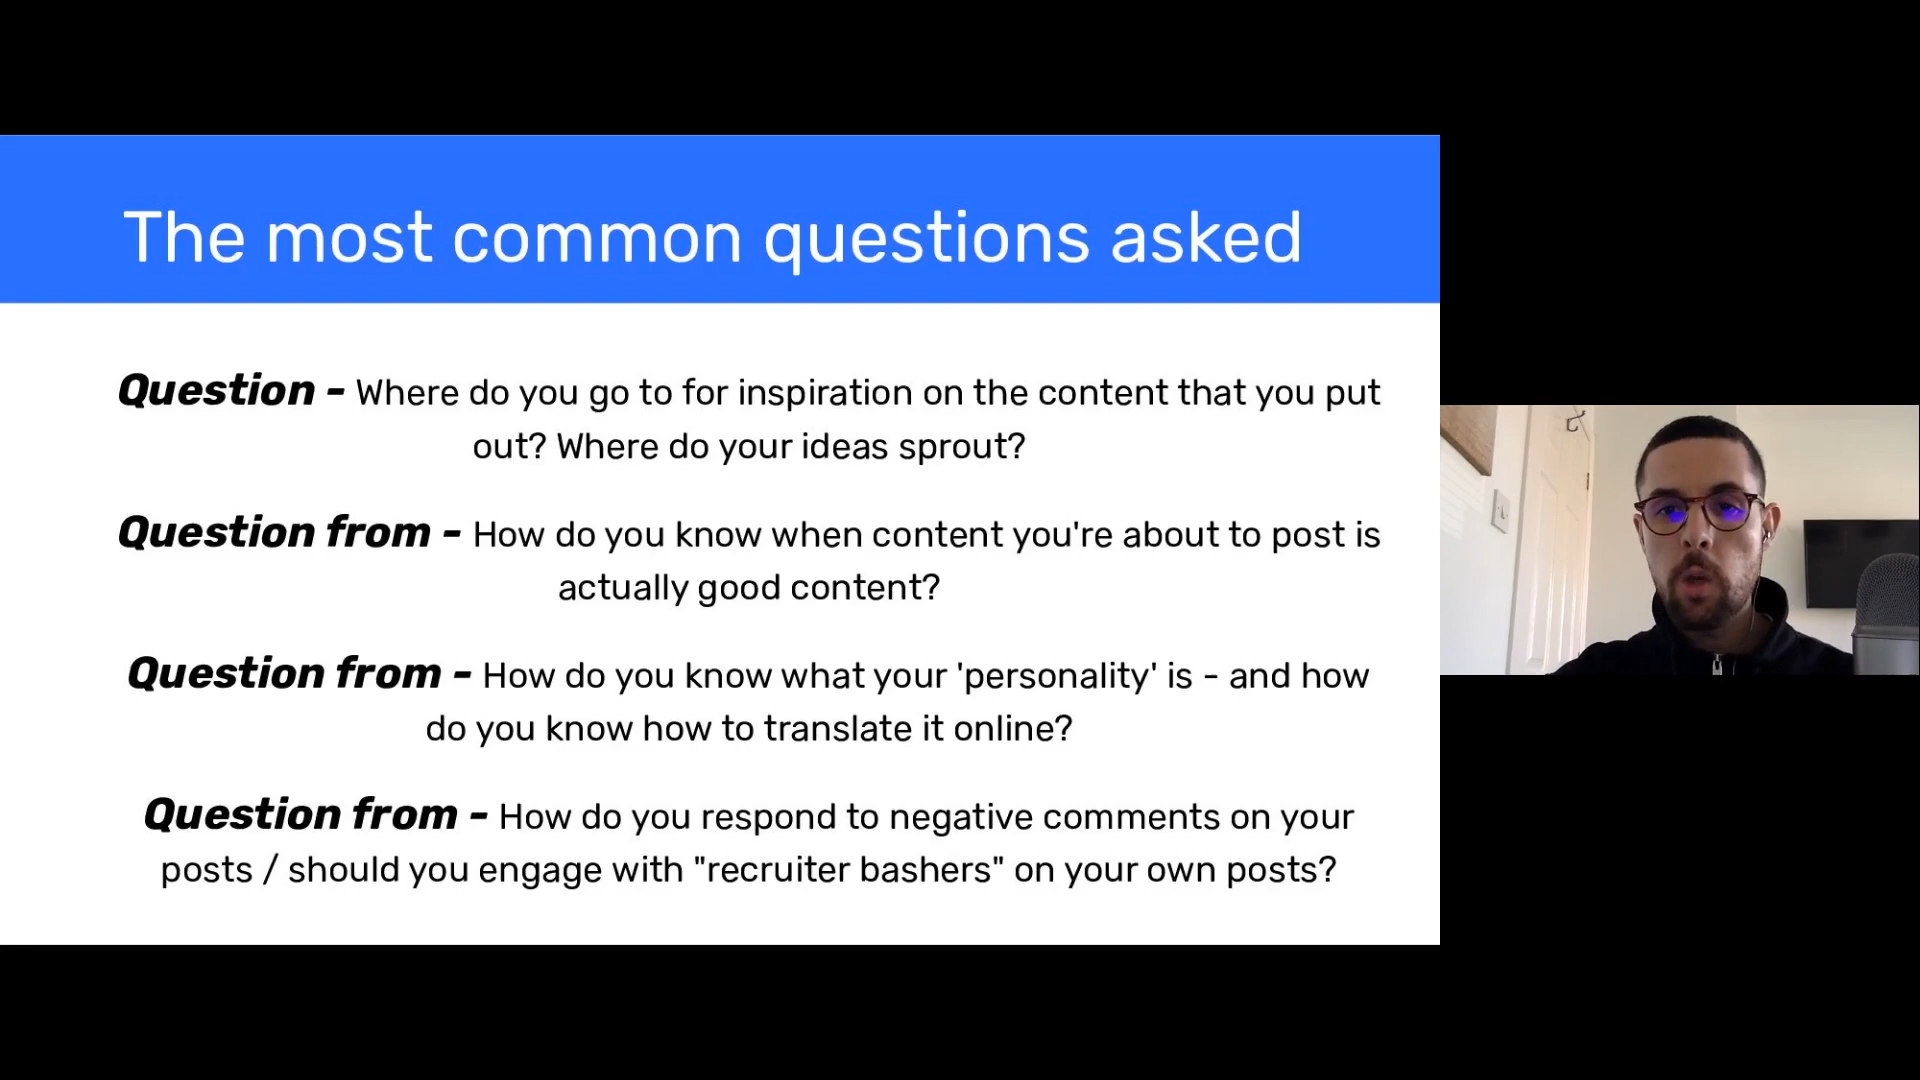 The most common questions asked
Question - Where do you go to for inspiration on the content that you put
out? Where do your ideas sprout?
Question from - How do you know when content you're about to post is
actually good content?
Question from - How do you know what your 'personality' is - and how
do you know how to translate it online?
Question from - How do you respond to negative comments on your
posts / should you engage with "recruiter bashers" on your own posts?